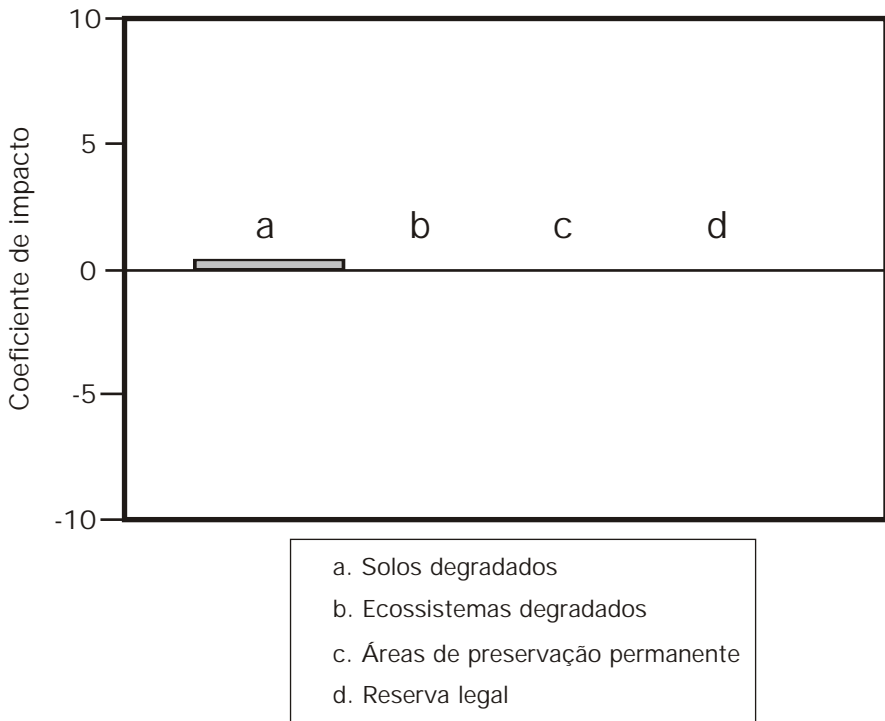 10
5
0
-5
-10
Coeficiente de impacto
a b c d
a. Solos degradados
b. Ecossistemas degradados
c. Áreas de preservação permanente
d. Reserva legal